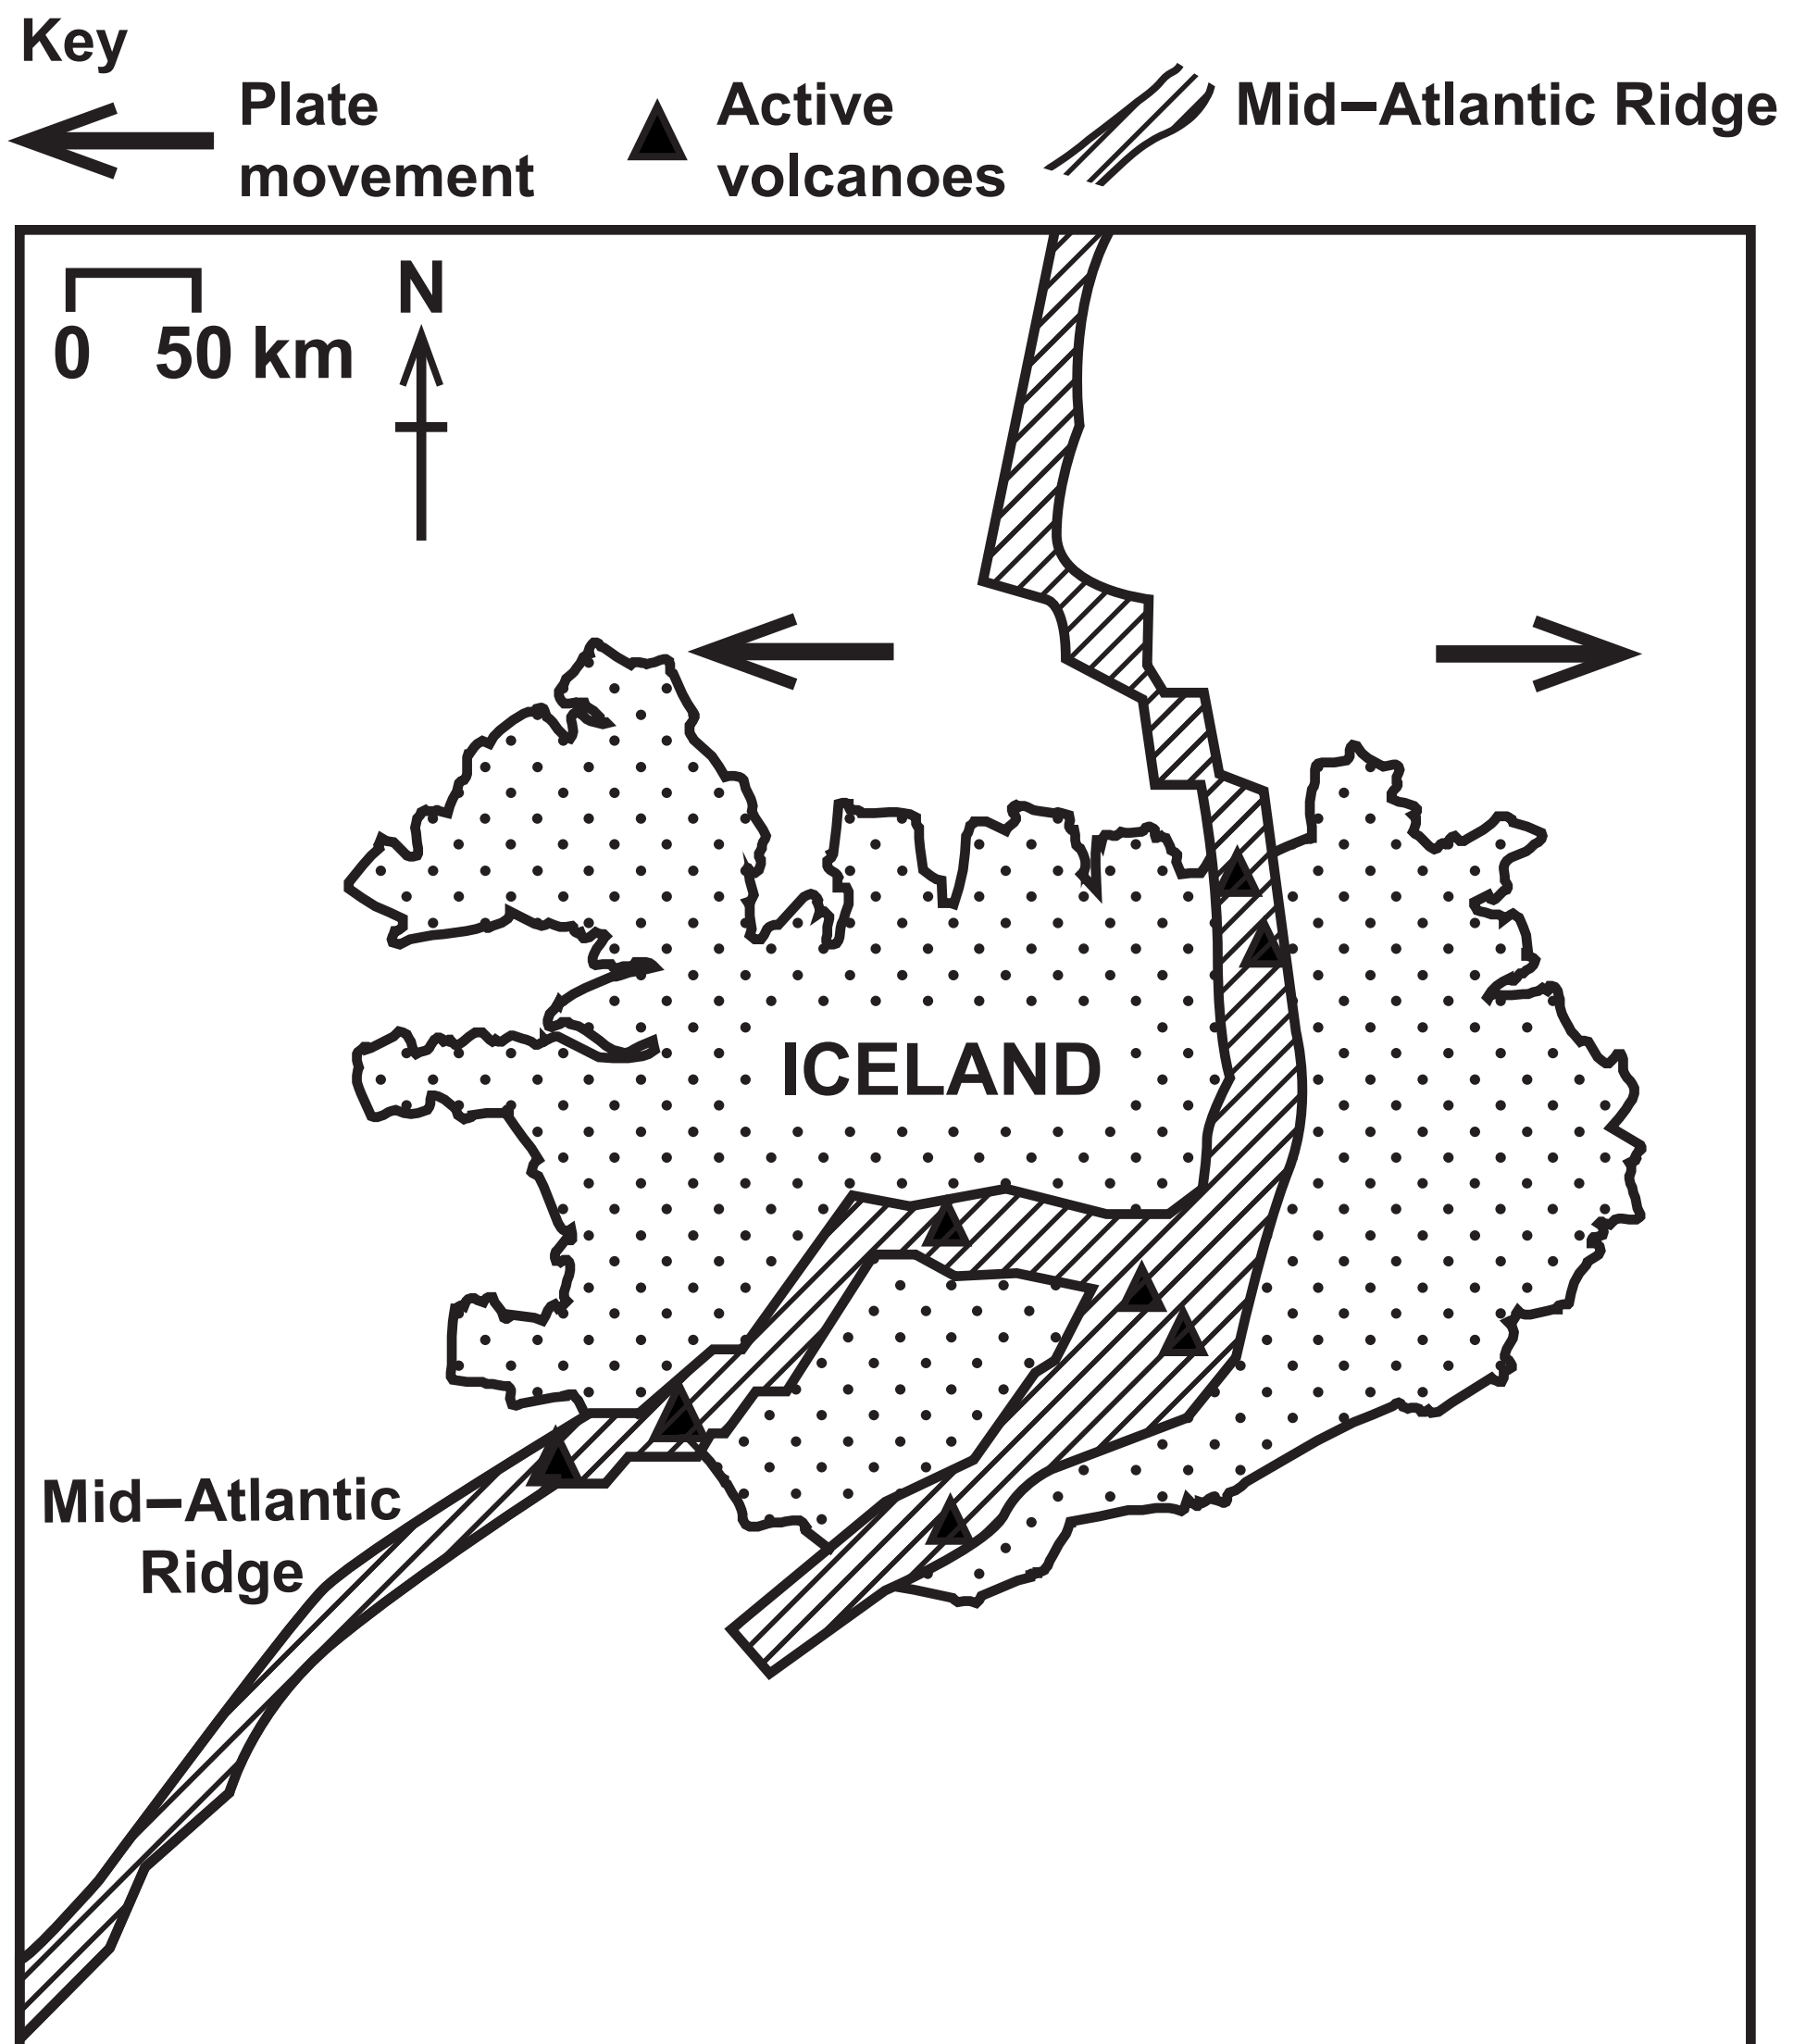 Key
Plate
movement
Active
volcanoes
Mid–Atlantic Ridge
0 50 km
N
ICELAND
Mid–Atlantic
Ridge